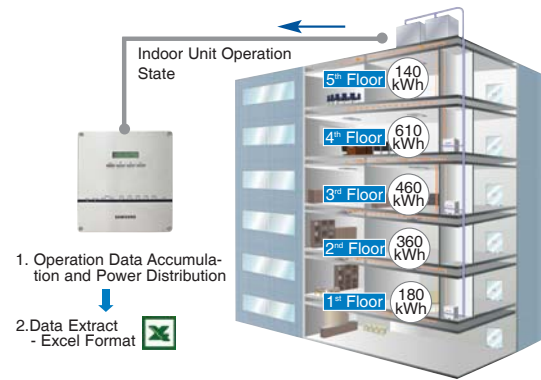 Indoor Unit Operation
State
5th Floor 140 kWh
4th Floor 610 kWh
3rd Floor 460 kWh
2nd Floor 360 kWh
1st Floor 180 kWh
SAMSUNG
1. Operation Data Accumula-
tion and Power Distribution
2.Data Extract
- Excel Format